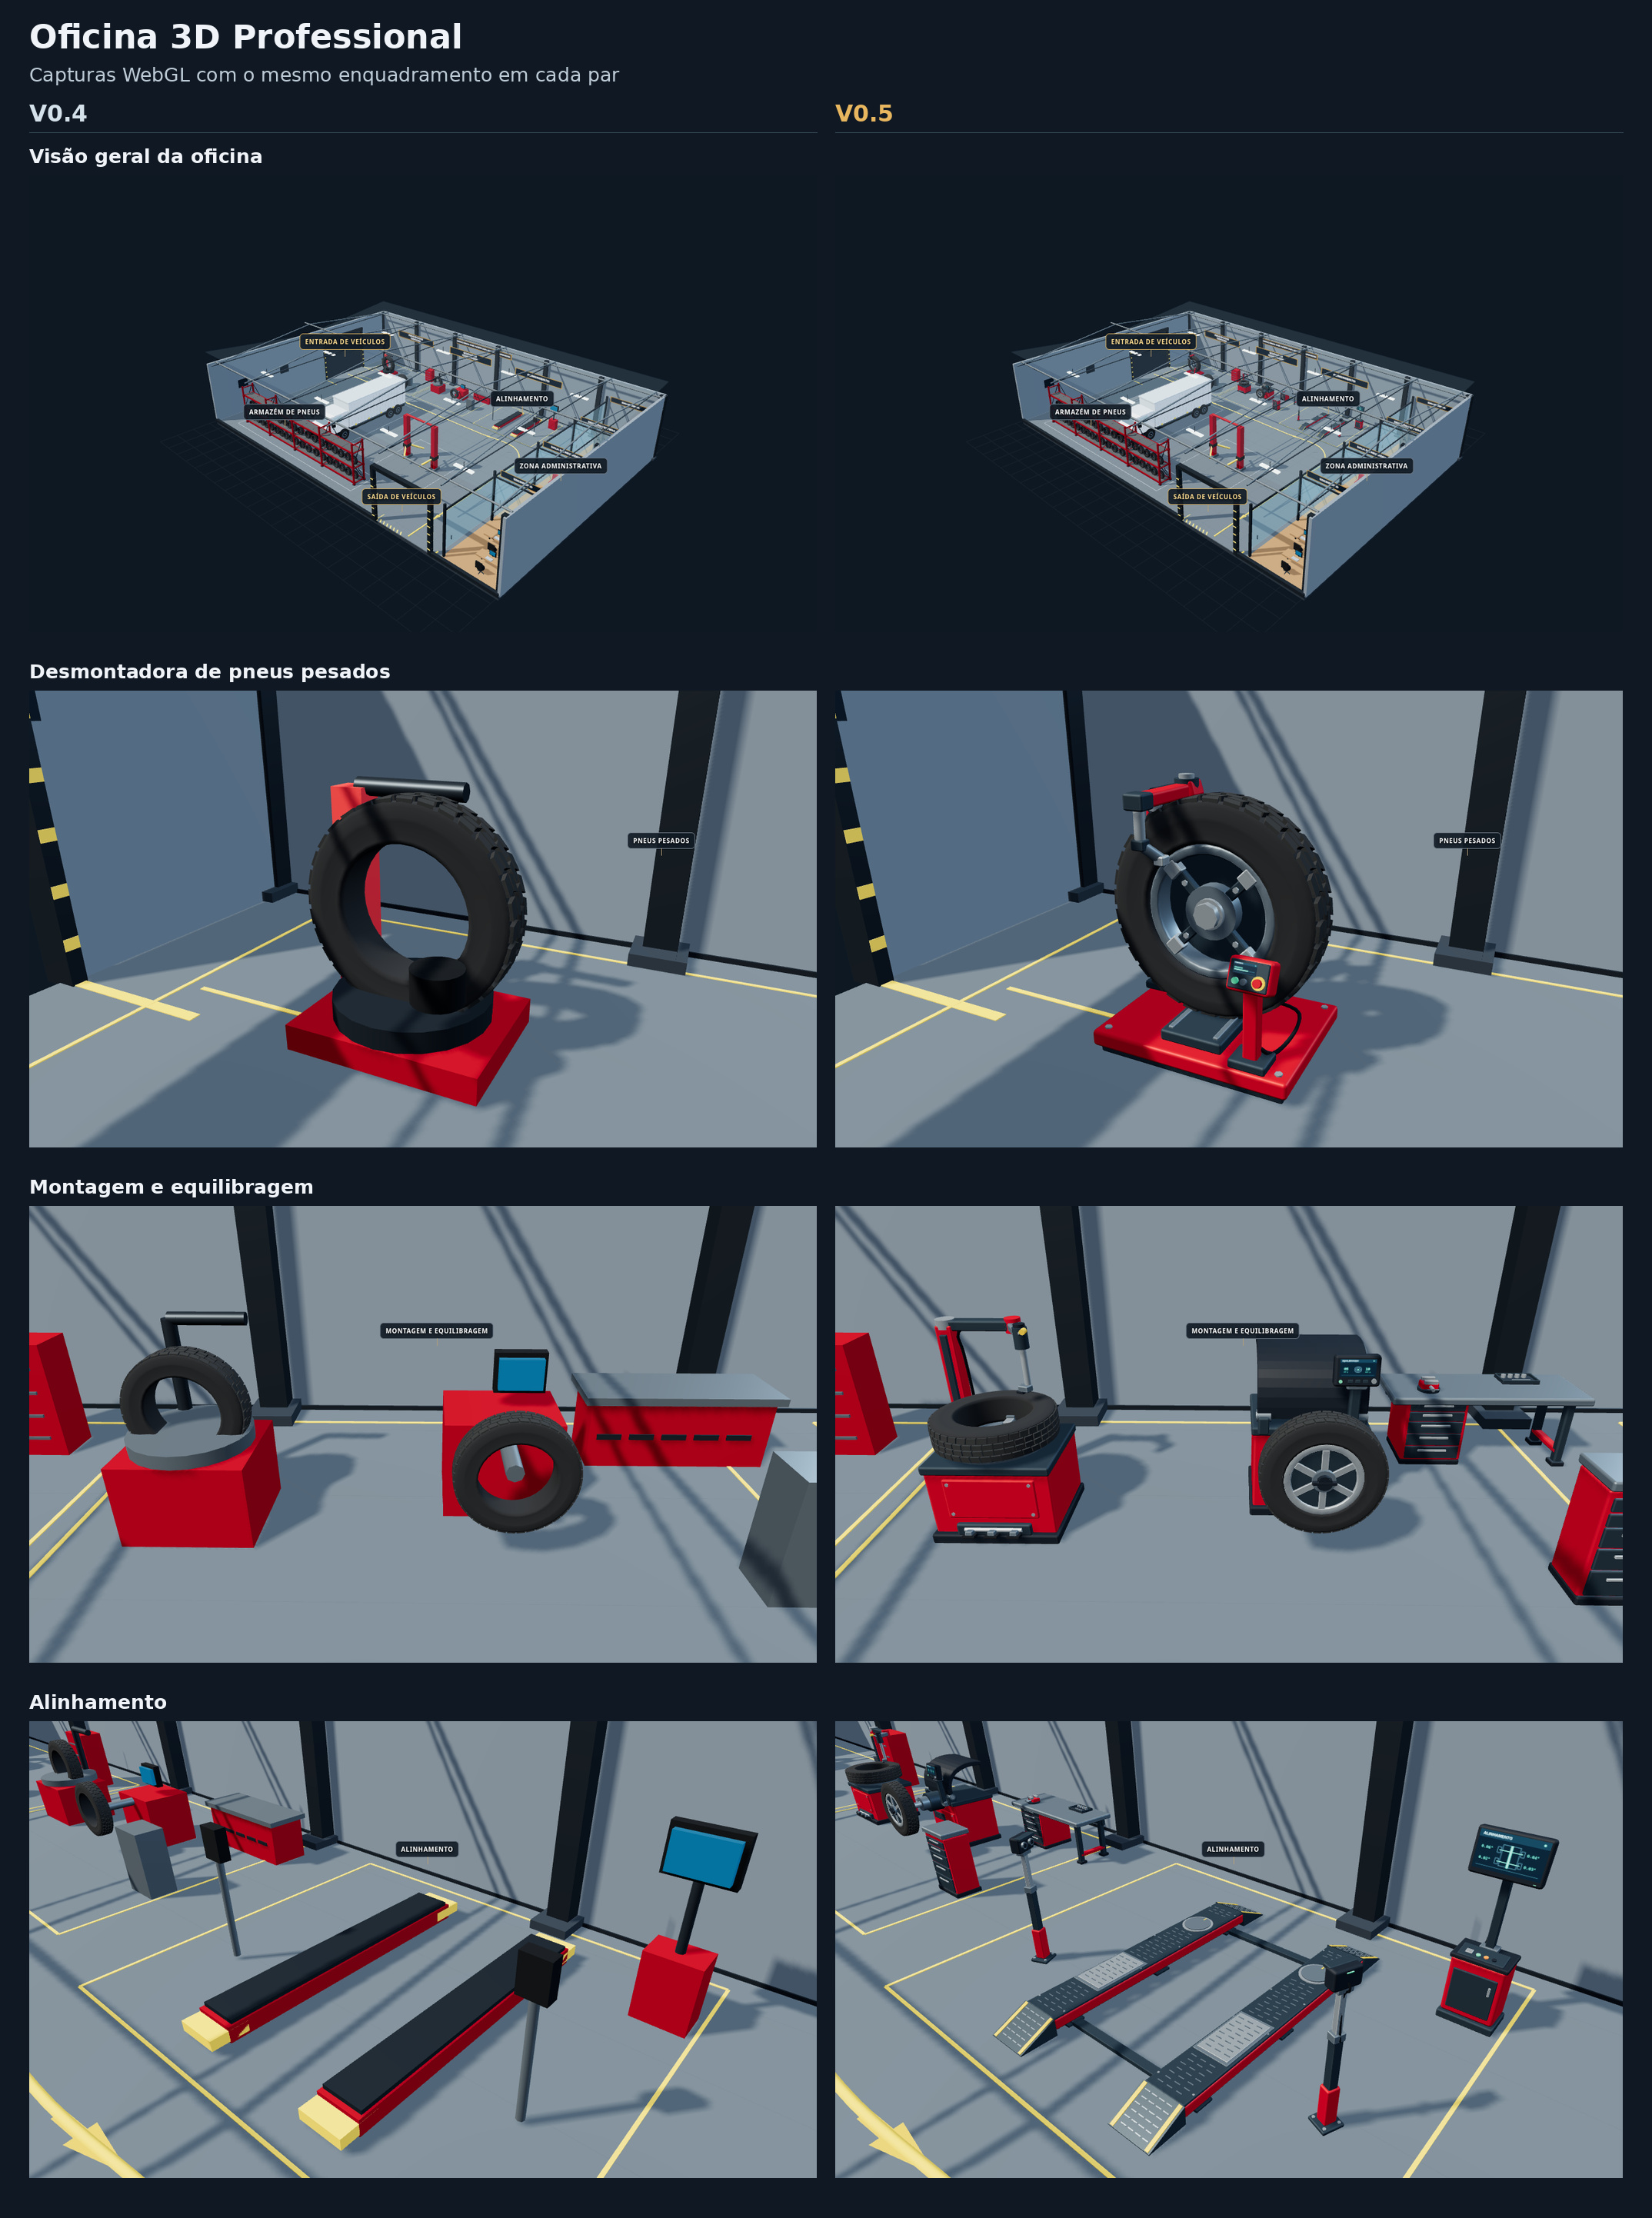 Oficina 3D Professional
Capturas WebGL com o mesmo enquadramento em cada par
V0.4
V0.5
Visão geral da oficina
ENTRADA DE VEÍCULOS
ALINHAMENTO
ARMAZÉM DE PNEUS
ZONA ADMINISTRATIVA
SAÍDA DE VEÍCULOS
ENTRADA DE VEÍCULOS
ALINHAMENTO
ARMAZÉM DE PNEUS
ZONA ADMINISTRATIVA
SAÍDA DE VEÍCULOS
Desmontadora de pneus pesados
PNEUS PESADOS
PNEUS PESADOS
Montagem e equilibragem
MONTAGEM E EQUILIBRAGEM
MONTAGEM E EQUILIBRAGEM
Alinhamento
ALINHAMENTO
ALINHAMENTO
ALINHAMENTO